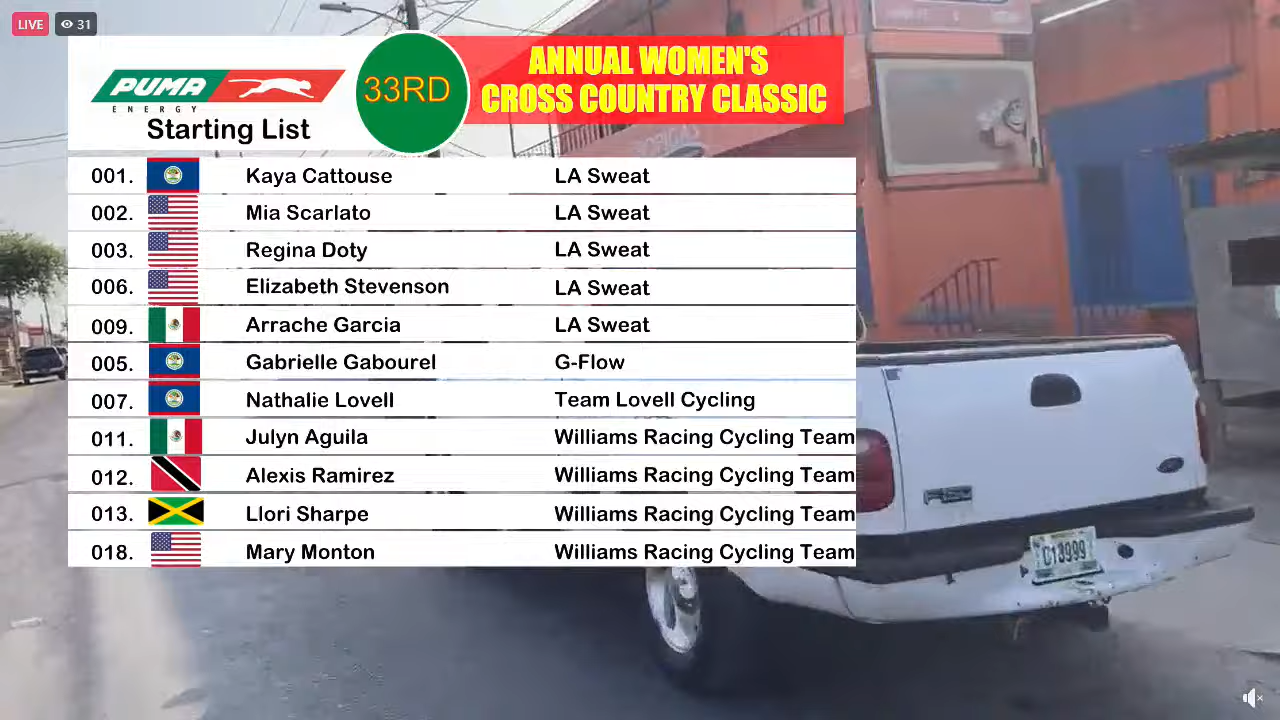 LIVE 31
PUMA
ENERGY
Starting List
33RD
ANNUAL WOMEN'S
CROSS COUNTRY CLASSIC
001. Kaya Cattouse LA Sweat
002. Mia Scarlato LA Sweat
003. Regina Doty LA Sweat
006. Elizabeth Stevenson LA Sweat
009. Arrache Garcia LA Sweat
005. Gabrielle Gabourel G-Flow
007. Nathalie Lovell Team Lovell Cycling
011. Julyn Aguila Williams Racing Cycling Team
012. Alexis Ramirez Williams Racing Cycling Team
013. Llori Sharpe Williams Racing Cycling Team
018. Mary Monton Williams Racing Cycling Team
C13999